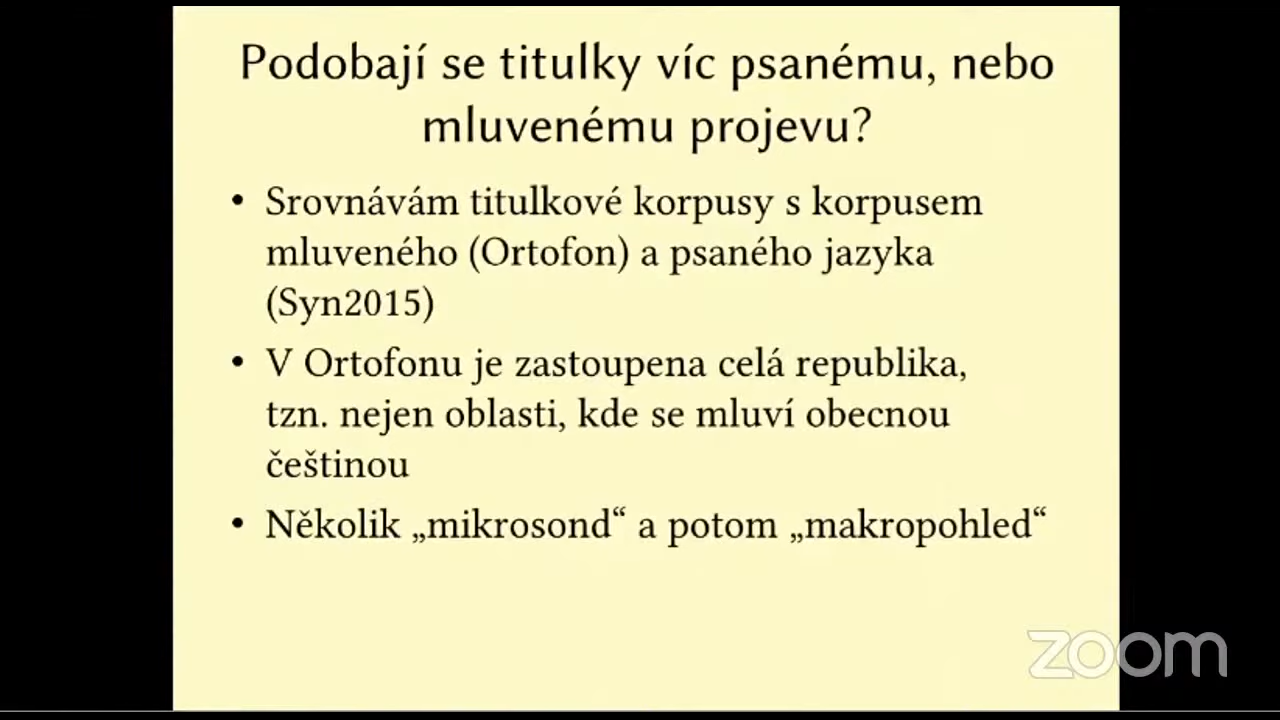 Podobají se titulky víc psanému, nebo
mluvenému projevu?
• Srovnávám titulkové korpusy s korpusem
mluveného (Ortofon) a psaného jazyka
(Syn2015)
• V Ortofonu je zastoupena celá republika,
tzn. nejen oblasti, kde se mluví obecnou
češtinou
• Několik „mikrosond“ a potom „makropohled“
zoom